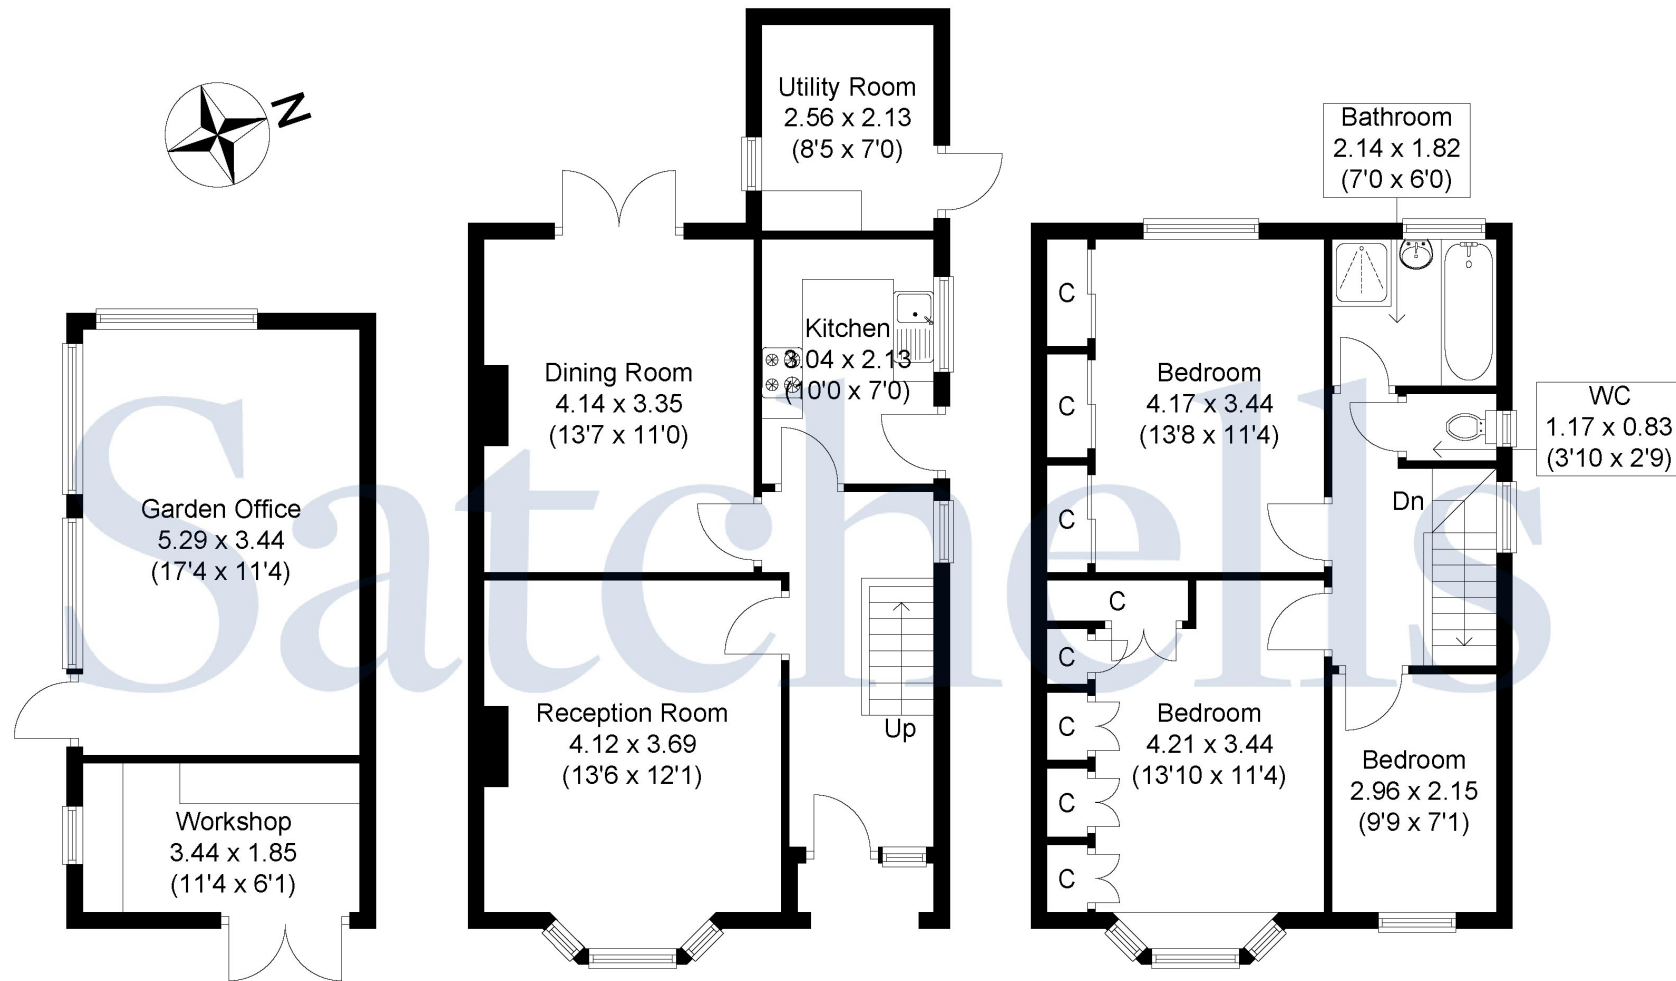 N
Utility Room
2.56 x 2.13
(8'5 x 7'0)
Bathroom
2.14 x 1.82
(7'0 x 6'0)
Kitchen
3.04 x 2.13
(10'0 x 7'0)
Dining Room
4.14 x 3.35
(13'7 x 11'0)
C
C
C
Bedroom
4.17 x 3.44
(13'8 x 11'4)
WC
1.17 x 0.83
(3'10 x 2'9)
Dn
Garden Office
5.29 x 3.44
(17'4 x 11'4)
Satchells
C
C
C
C
C
Reception Room
4.12 x 3.69
(13'6 x 12'1)
Up
Bedroom
4.21 x 3.44
(13'10 x 11'4)
Bedroom
2.96 x 2.15
(9'9 x 7'1)
Workshop
3.44 x 1.85
(11'4 x 6'1)